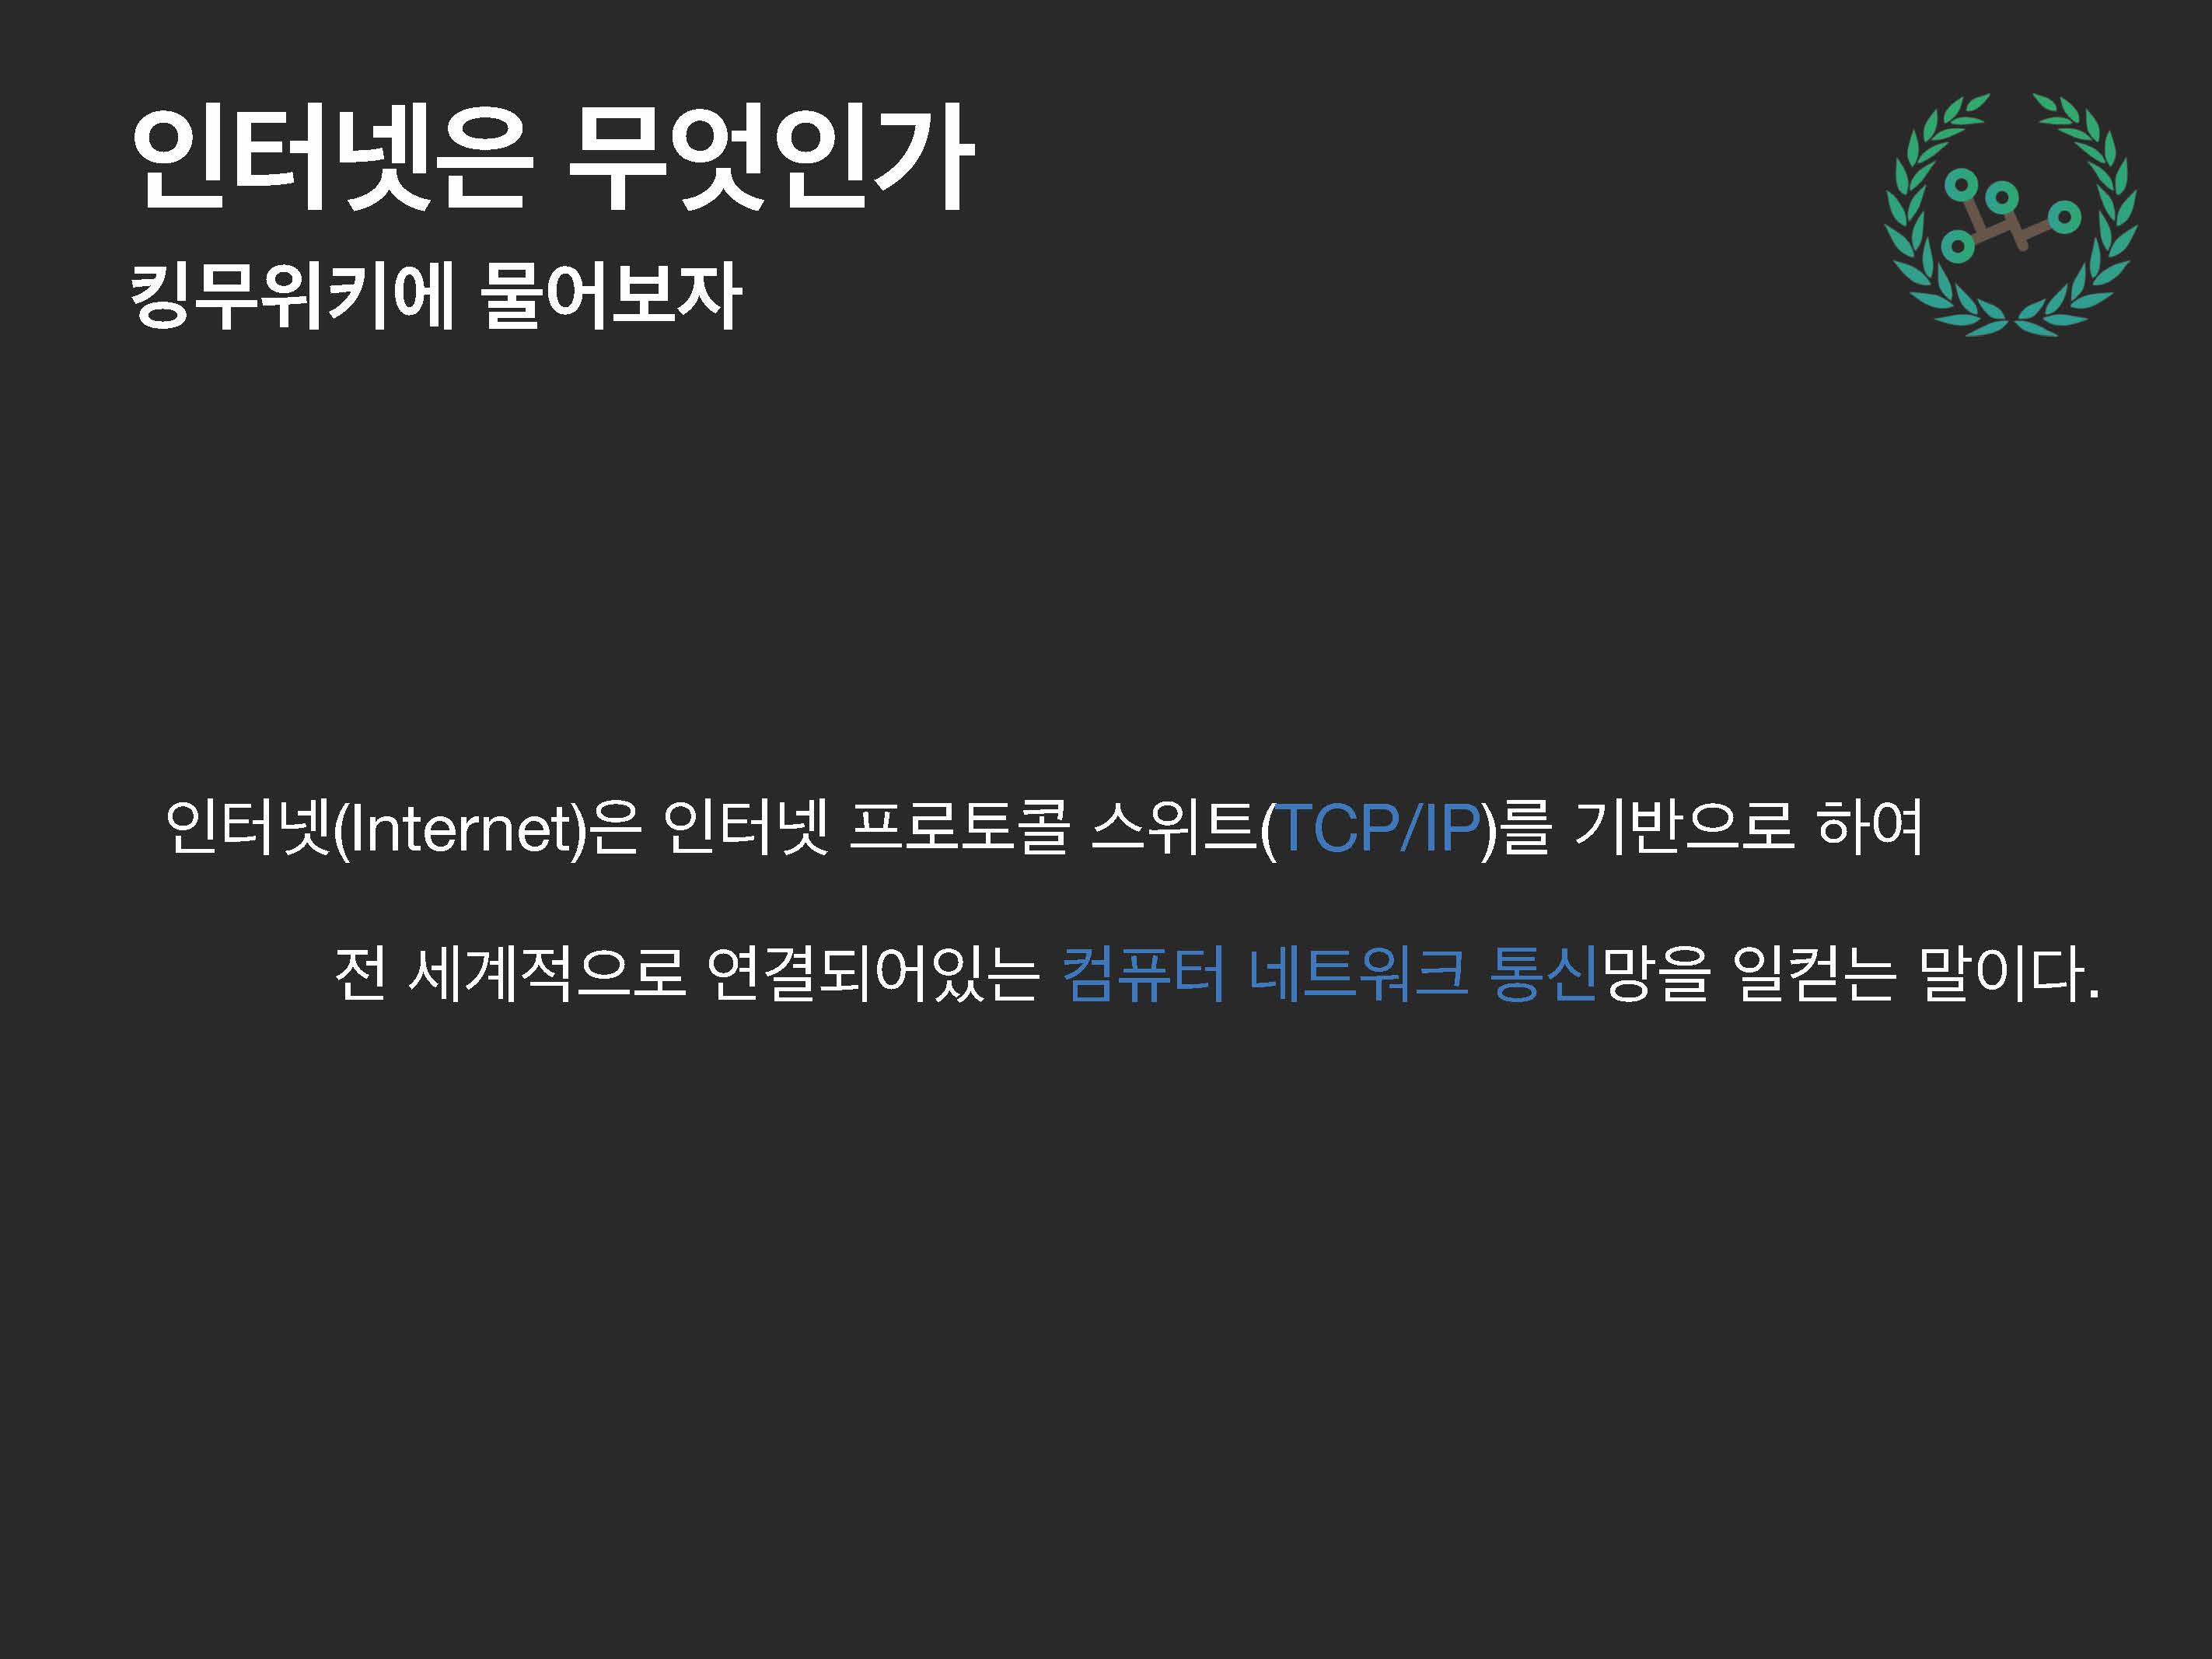 인터넷은 무엇인가
킹무위키에 물어보자
인터넷(Internet)은 인터넷 프로토콜 스위트(TCP/IP)를 기반으로 하여
전 세계적으로 연결되어있는 컴퓨터 네트워크 통신망을 일컫는 말이다.